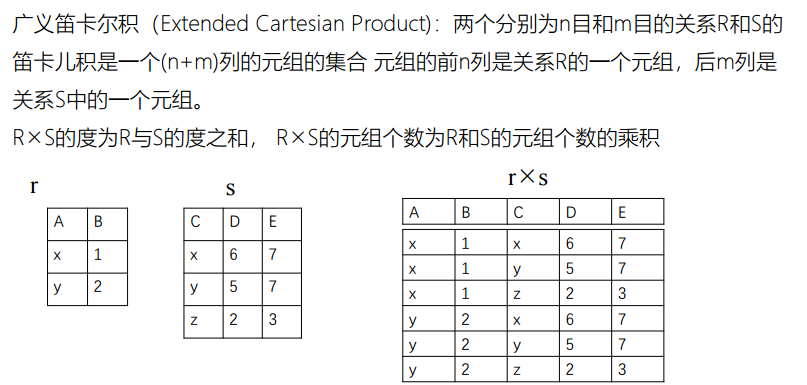 广义笛卡尔积（Extended Cartesian Product)：两个分别为n目和m目的关系R和S的
笛卡儿积是一个(n+m)列的元组的集合 元组的前n列是关系R的一个元组，后m列是
关系S中的一个元组。
R×S的度为R与S的度之和， R×S的元组个数为R和S的元组个数的乘积
r
A B
x 1
y 2
s
C D E
x 6 7
y 5 7
z 2 3
r×s
A B C D E
x 1 x 6 7
x 1 y 5 7
x 1 z 2 3
y 2 x 6 7
y 2 y 5 7
y 2 z 2 3